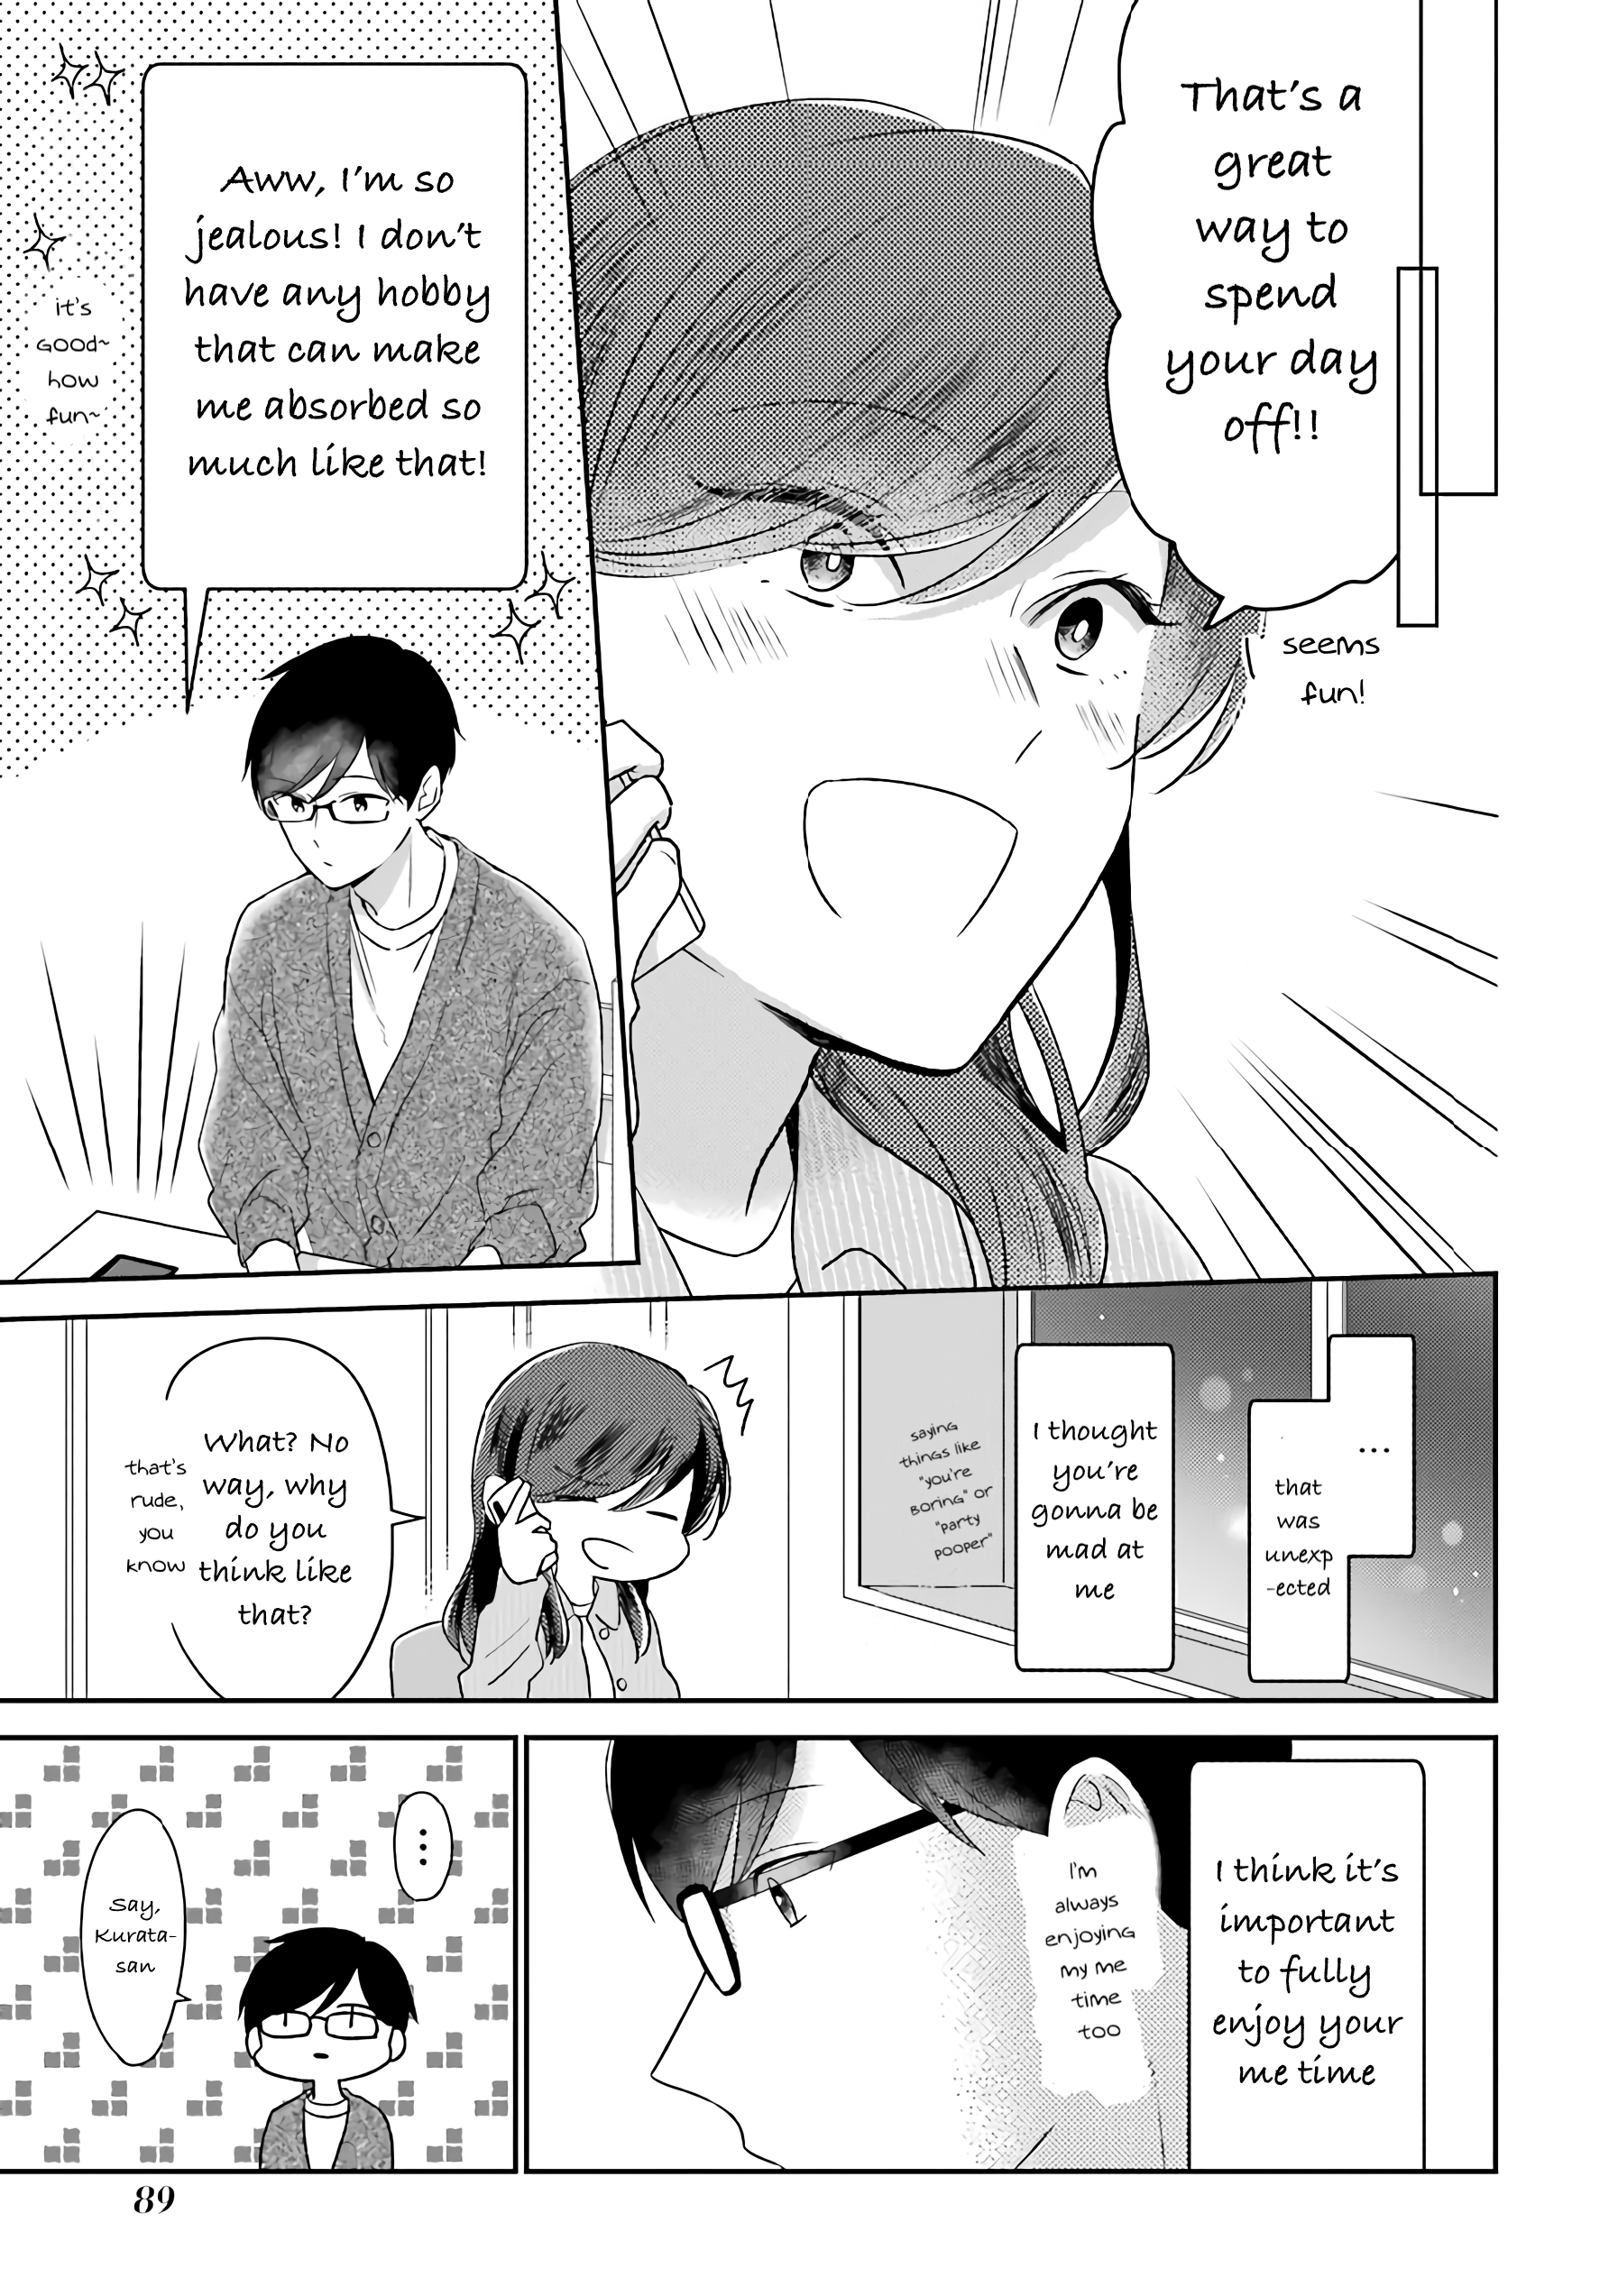 That's a
great
way to
spend
your day
off!!
seems
fun!
Aww, I'm so
jealous! I don't
have any hobby
that can make
me absorbed so
much like that!
it's
good~
how
fun~
...
that
was
unexp
-ected
I thought
you're
gonna be
mad at
me
saying
things like
"you're
boring" or
"party
pooper"
What? No
way, why
do you
think like
that?
that's
rude,
you
know
I think it's
important
to fully
enjoy your
me time
I'm
always
enjoying
my me
time
too
...
Say,
Kurata-
san
89